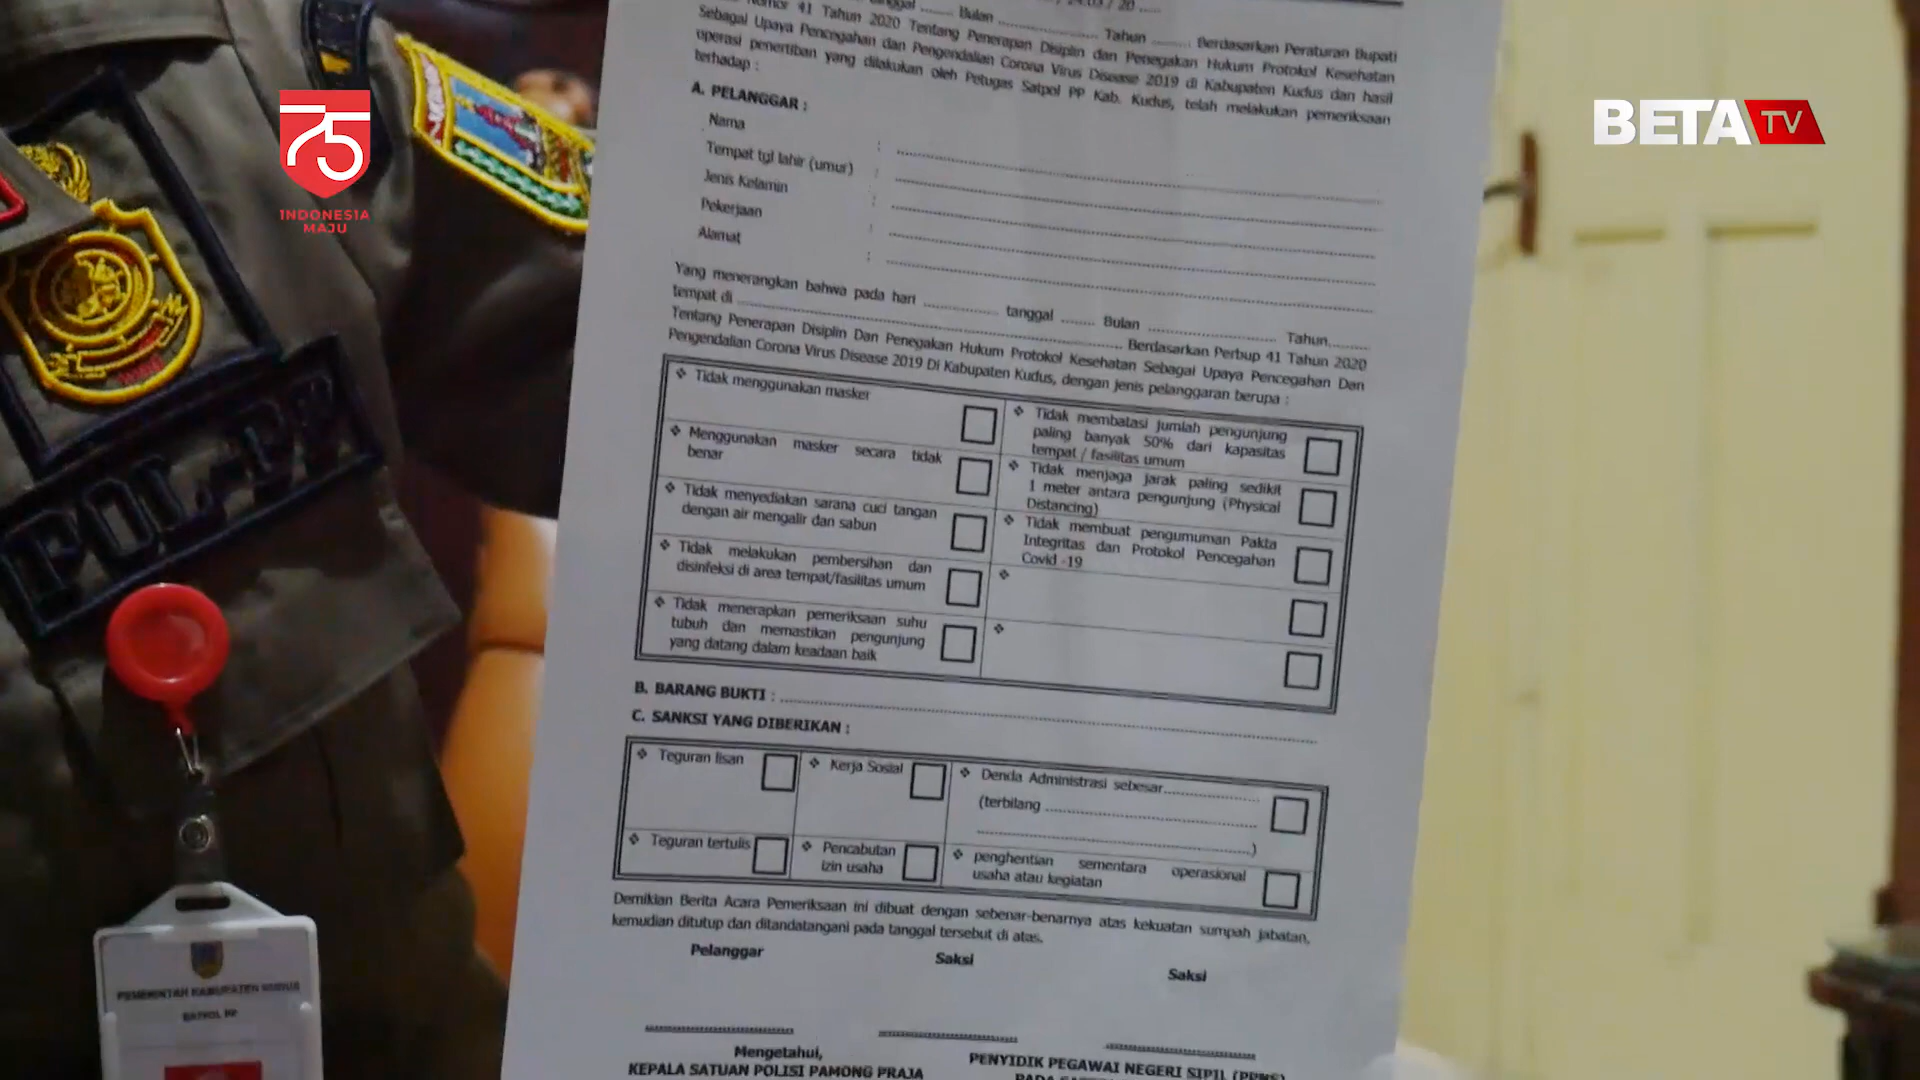 Bulan .................... Tahun ........ Berdasarkan Peraturan Bupati
Nomor 41 Tahun 2020 Tentang Penerapan Disiplin dan Penegakan Hukum Protokol Kesehatan
Sebagai Upaya Pencegahan dan Pengendalian Corona Virus Disease 2019 di Kabupaten Kudus dan hasil
operasi penertiban yang dilakukan oleh Petugas Satpol PP Kab. Kudus, telah melakukan pemeriksaan
terhadap :
A. PELANGGAR :
Nama :
Tempat tgl lahir (umur) :
Jenis Kelamin :
Pekerjaan :
Alamat :
Yang menerangkan bahwa pada hari .............. tanggal ........ Bulan .................... Tahun.........
tempat di .................... Berdasarkan Perbup 41 Tahun 2020
Tentang Penerapan Disiplin Dan Penegakan Hukum Protokol Kesehatan Sebagai Upaya Pencegahan Dan
Pengendalian Corona Virus Disease 2019 Di Kabupaten Kudus, dengan jenis pelanggaran berupa :
Tidak menggunakan masker
Menggunakan masker secara tidak
benar
Tidak menyediakan sarana cuci tangan
dengan air mengalir dan sabun
Tidak melakukan pembersihan dan
disinfeksi di area tempat/fasilitas umum
Tidak menerapkan pemeriksaan suhu
tubuh dan memastikan pengunjung
yang datang dalam keadaan baik
Tidak membatasi jumlah pengunjung
paling banyak 50% dari kapasitas
tempat / fasilitas umum
Tidak menjaga jarak paling sedikit
1 meter antara pengunjung (Physical
Distancing)
Tidak membuat pengumuman Pakta
Integritas dan Protokol Pencegahan
Covid -19
B. BARANG BUKTI :
C. SANKSI YANG DIBERIKAN :
Teguran lisan
Kerja Sosial
Denda Administrasi sebesar....................
(terbilang ....................
....................)
Teguran tertulis
Pencabutan
izin usaha
penghentian sementara operasional
usaha atau kegiatan
Demikian Berita Acara Pemeriksaan ini dibuat dengan sebenar-benarnya atas kekuatan sumpah jabatan,
kemudian ditutup dan ditandatangani pada tanggal tersebut di atas.
Pelanggar Saksi Saksi
Mengetahui,
KEPALA SATUAN POLISI PAMONG PRAJA
PENYIDIK PEGAWAI NEGERI SIPIL (PPNS)
75
INDONESIA
MAJU
BETA TV
POL-PP
PEMERINTAH KABUPATEN KUDUS
SATPOL PP